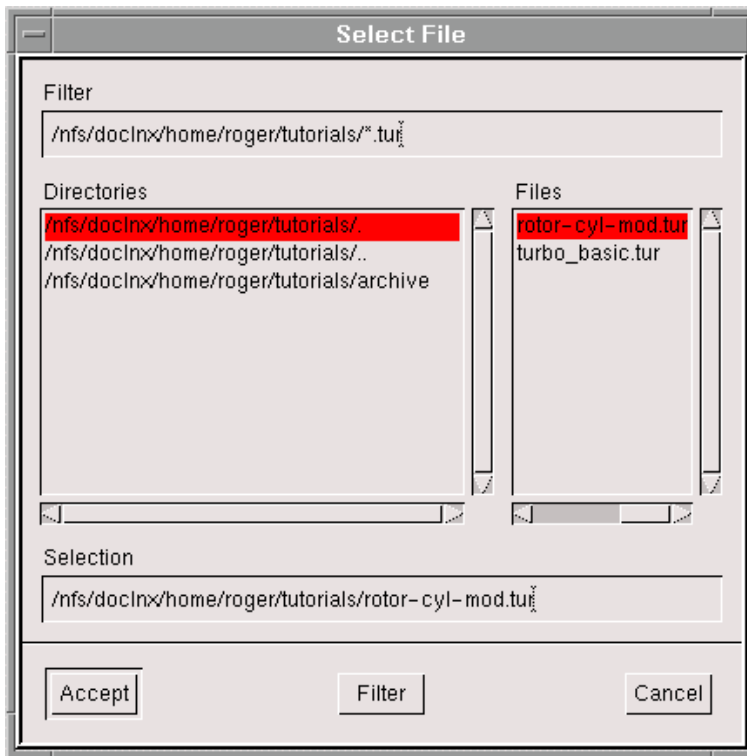 Select File
Filter
/nfs/doclnx/home/roger/tutorials/*.tur
Directories
/nfs/doclnx/home/roger/tutorials/.
/nfs/doclnx/home/roger/tutorials/..
/nfs/doclnx/home/roger/tutorials/archive
Files
rotor-cyl-mod.tur
turbo_basic.tur
Selection
/nfs/doclnx/home/roger/tutorials/rotor-cyl-mod.tur
Accept
Filter
Cancel